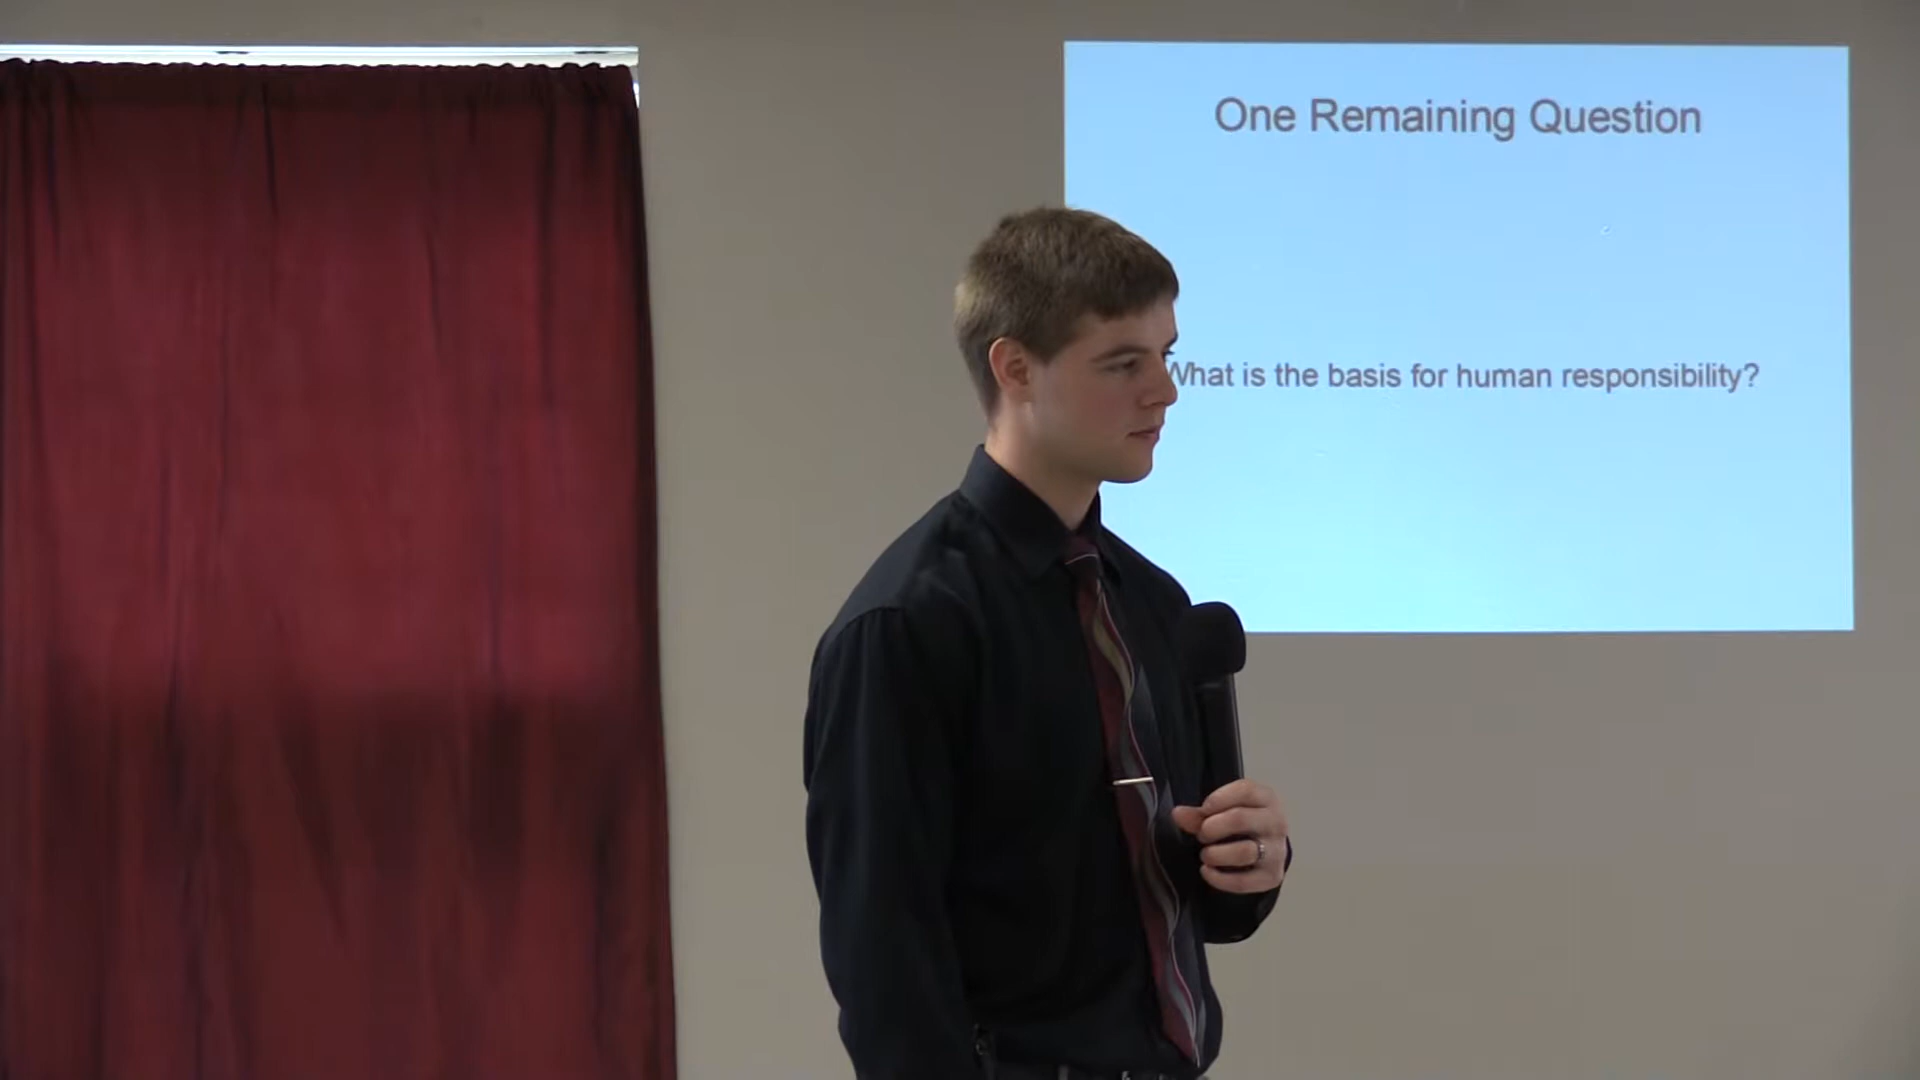 One Remaining Question
What is the basis for human responsibility?